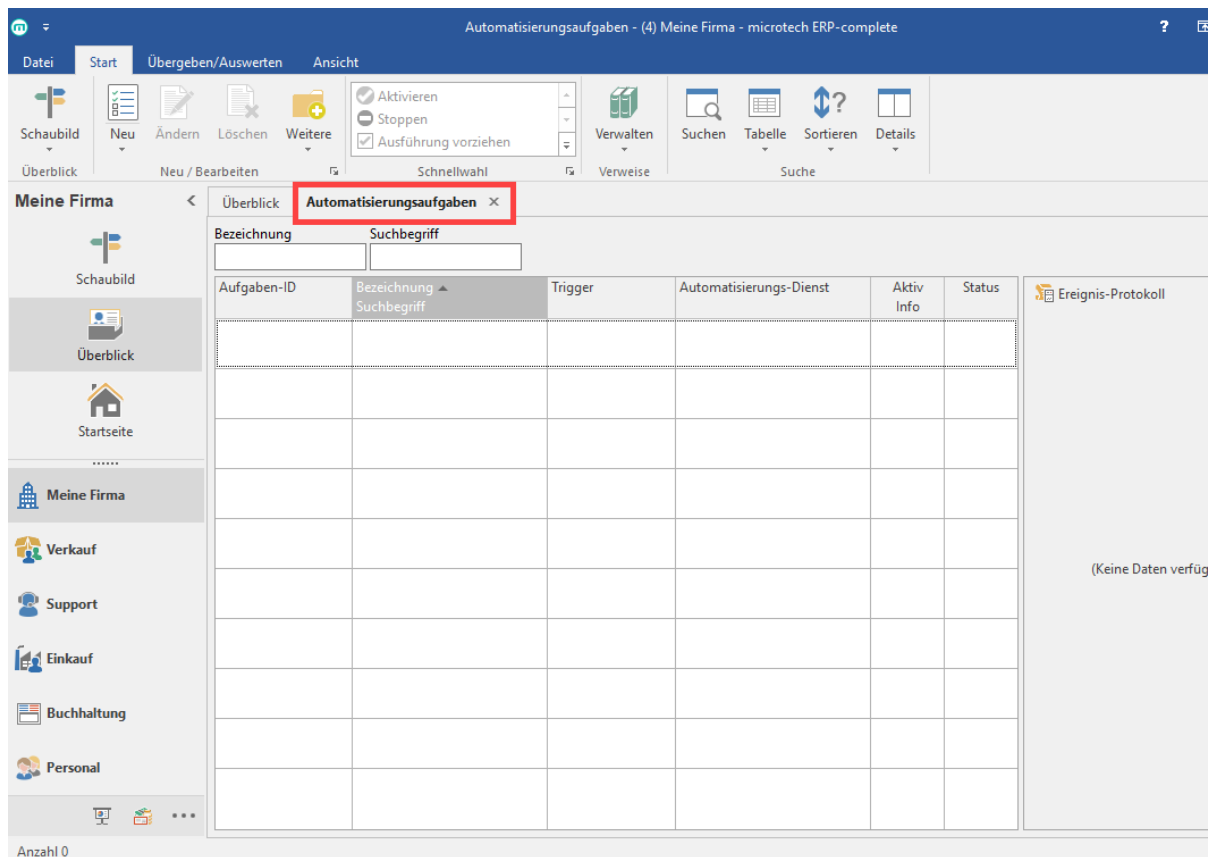 Automatisierungsaufgaben - (4) Meine Firma - microtech ERP-complete
?
Datei Start Übergeben/Auswerten Ansicht
Aktivieren
Stoppen
Ausführung vorziehen
Schaubild Neu Ändern Löschen Weitere Verwalten Suchen Tabelle Sortieren Details
Überblick Neu / Bearbeiten Schnellwahl Verweise Suche
Meine Firma
Schaubild
Überblick
Startseite
Meine Firma
Verkauf
Support
Einkauf
Buchhaltung
Personal
Überblick Automatisierungsaufgaben
Bezeichnung Suchbegriff
Aufgaben-ID Bezeichnung Trigger Automatisierungs-Dienst Aktiv Status
Suchbegriff Info
Ereignis-Protokoll
(Keine Daten verfüg
Anzahl 0